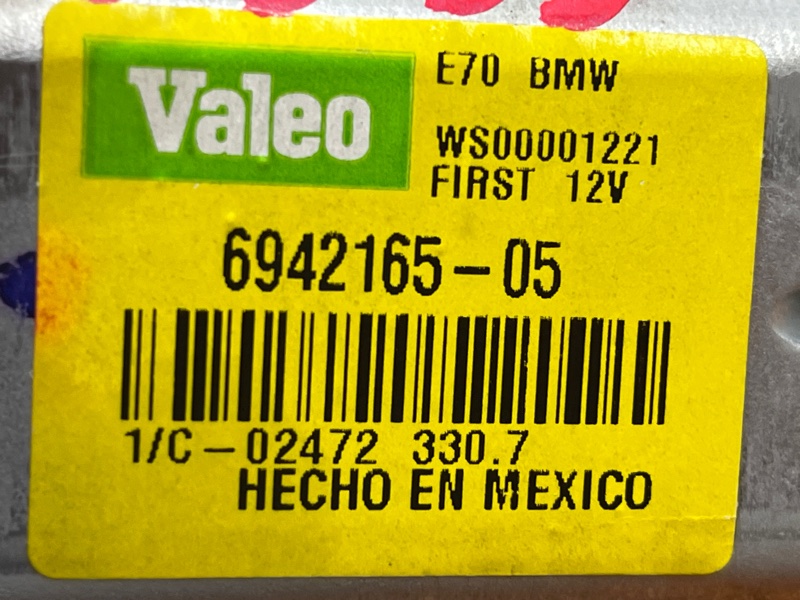 Valeo
E70 BMW
WS00001221
FIRST 12V
6942165-05
1/C-02472 330.7
HECHO EN MEXICO